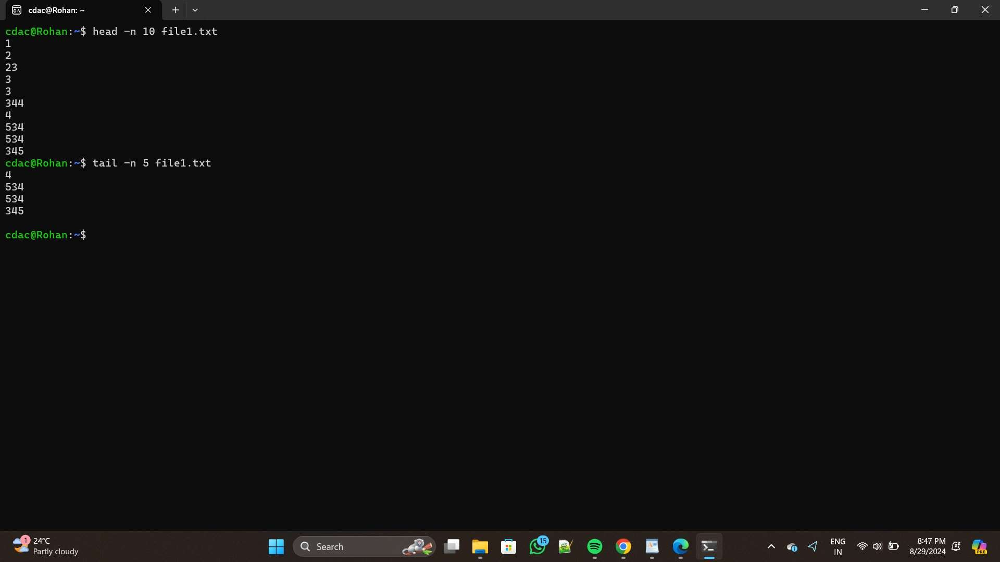 cdac@Rohan: ~
cdac@Rohan:~$ head -n 10 file1.txt
1
2
23
3
3
344
4
534
534
345
cdac@Rohan:~$ tail -n 5 file1.txt
4
534
534
345
cdac@Rohan:~$
1
24°C
Partly cloudy
Search
15
ENG
IN
8:47 PM
8/29/2024
PRE